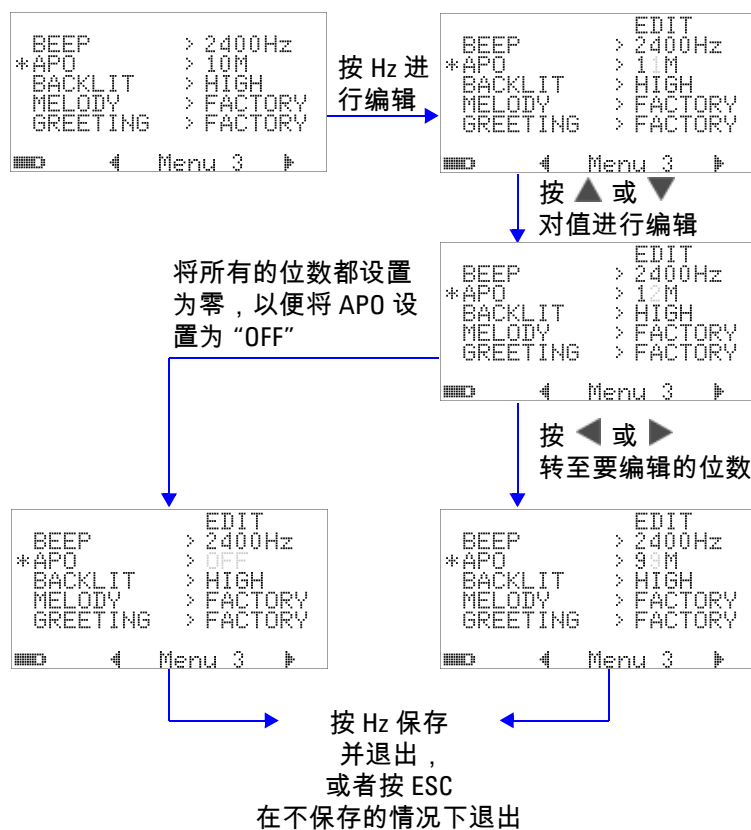 BEEP > 2400Hz
*APO > 10M
BACKLIT > HIGH
MELODY > FACTORY
GREETING > FACTORY
Menu 3
按 Hz 进
行编辑
EDIT
BEEP > 2400Hz
*APO > 11M
BACKLIT > HIGH
MELODY > FACTORY
GREETING > FACTORY
Menu 3
按 ▲ 或 ▼
对值进行编辑
EDIT
BEEP > 2400Hz
*APO > 12M
BACKLIT > HIGH
MELODY > FACTORY
GREETING > FACTORY
Menu 3
将所有的位数都设置
为零，以便将 APO 设
置为 “OFF”
按 ◀ 或 ▶
转至要编辑的位数
EDIT
BEEP > 2400Hz
*APO > OFF
BACKLIT > HIGH
MELODY > FACTORY
GREETING > FACTORY
Menu 3
EDIT
BEEP > 2400Hz
*APO > 99M
BACKLIT > HIGH
MELODY > FACTORY
GREETING > FACTORY
Menu 3
按 Hz 保存
并退出，
或者按 ESC
在不保存的情况下退出